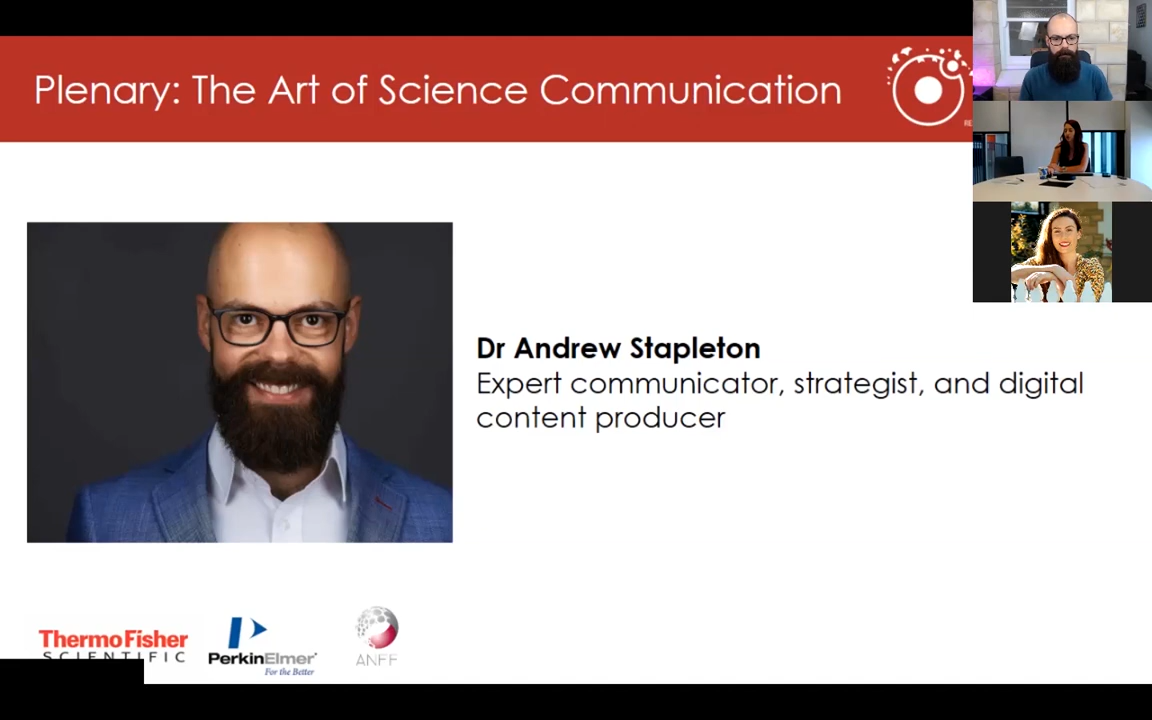 Plenary: The Art of Science Communication
Dr Andrew Stapleton
Expert communicator, strategist, and digital
content producer
ThermoFisher
SCIENTIFIC
PerkinElmer
For the Better
ANFF